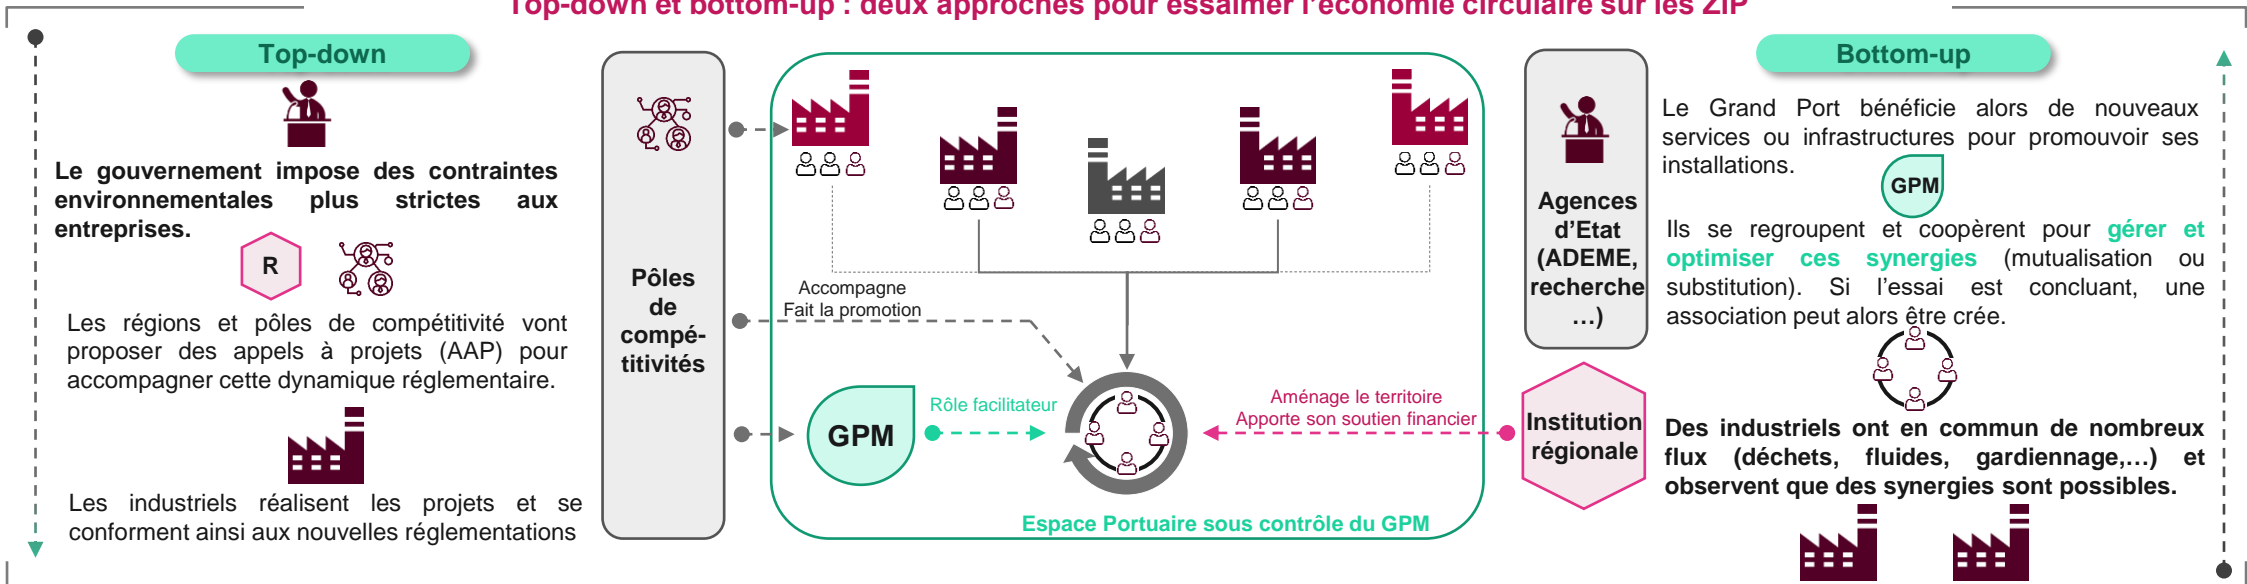 Top-down et bottom-up : deux approches pour essaimer l'économie circulaire sur les ZIP
Top-down
Le gouvernement impose des contraintes
environnementales plus strictes aux
entreprises.
R
Les régions et pôles de compétitivité vont
proposer des appels à projets (AAP) pour
accompagner cette dynamique réglementaire.
Les industriels réalisent les projets et se
conforment ainsi aux nouvelles réglementations
Pôles
de
compé-
titivités
Accompagne
Fait la promotion
GPM
Rôle facilitateur
Aménage le territoire
Apporte son soutien financier
Espace Portuaire sous contrôle du GPM
Agences
d'Etat
(ADEME,
recherche
…)
Institution
régionale
Bottom-up
Le Grand Port bénéficie alors de nouveaux
services ou infrastructures pour promouvoir ses
installations.
GPM
Ils se regroupent et coopèrent pour gérer et
optimiser ces synergies (mutualisation ou
substitution). Si l'essai est concluant, une
association peut alors être crée.
Des industriels ont en commun de nombreux
flux (déchets, fluides, gardiennage,…) et
observent que des synergies sont possibles.